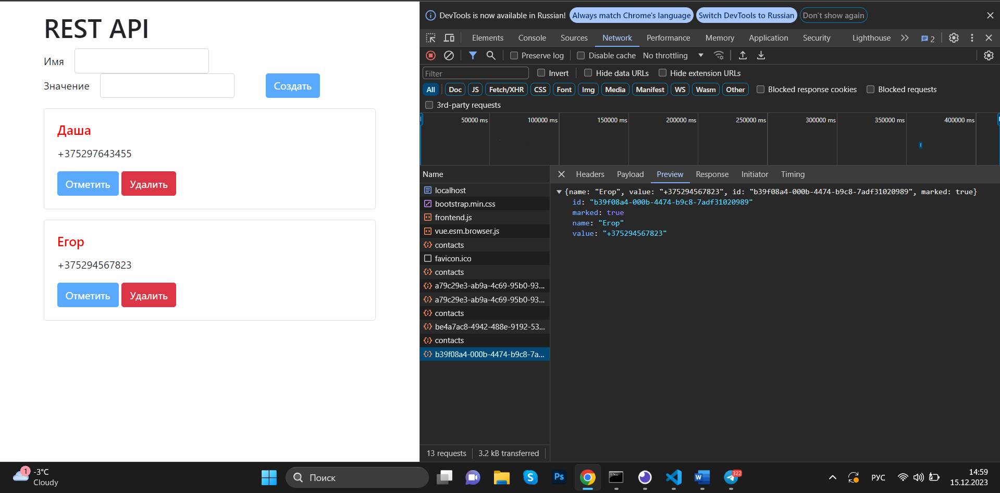 REST API
Имя
Значение
Создать
Даша
+375297643455
Отметить Удалить
Егор
+375294567823
Отметить Удалить
DevTools is now available in Russian! Always match Chrome's language Switch DevTools to Russian Don't show again
Elements Console Sources Network Performance Memory Application Security Lighthouse 2
Preserve log Disable cache No throttling
Filter Invert Hide data URLs Hide extension URLs
All Doc JS Fetch/XHR CSS Font Img Media Manifest WS Wasm Other Blocked response cookies Blocked requests
3rd-party requests
50000 ms 100000 ms 150000 ms 200000 ms 250000 ms 300000 ms 350000 ms 400000 ms
Name
localhost
bootstrap.min.css
frontend.js
vue.esm.browser.js
contacts
favicon.ico
contacts
a79c29e3-ab9a-4c69-95b0-93...
a79c29e3-ab9a-4c69-95b0-93...
contacts
be4a7ac8-4942-488e-9192-53...
contacts
b39f08a4-000b-4474-b9c8-7a...
13 requests 3.2 kB transferred
Headers Payload Preview Response Initiator Timing
{name: "Егор", value: "+375294567823", id: "b39f08a4-000b-4474-b9c8-7adf31020989", marked: true}
id: "b39f08a4-000b-4474-b9c8-7adf31020989"
marked: true
name: "Егор"
value: "+375294567823"
1
-3°C
Cloudy
Поиск
S
Ps
W
322
РУС
14:59
15.12.2023